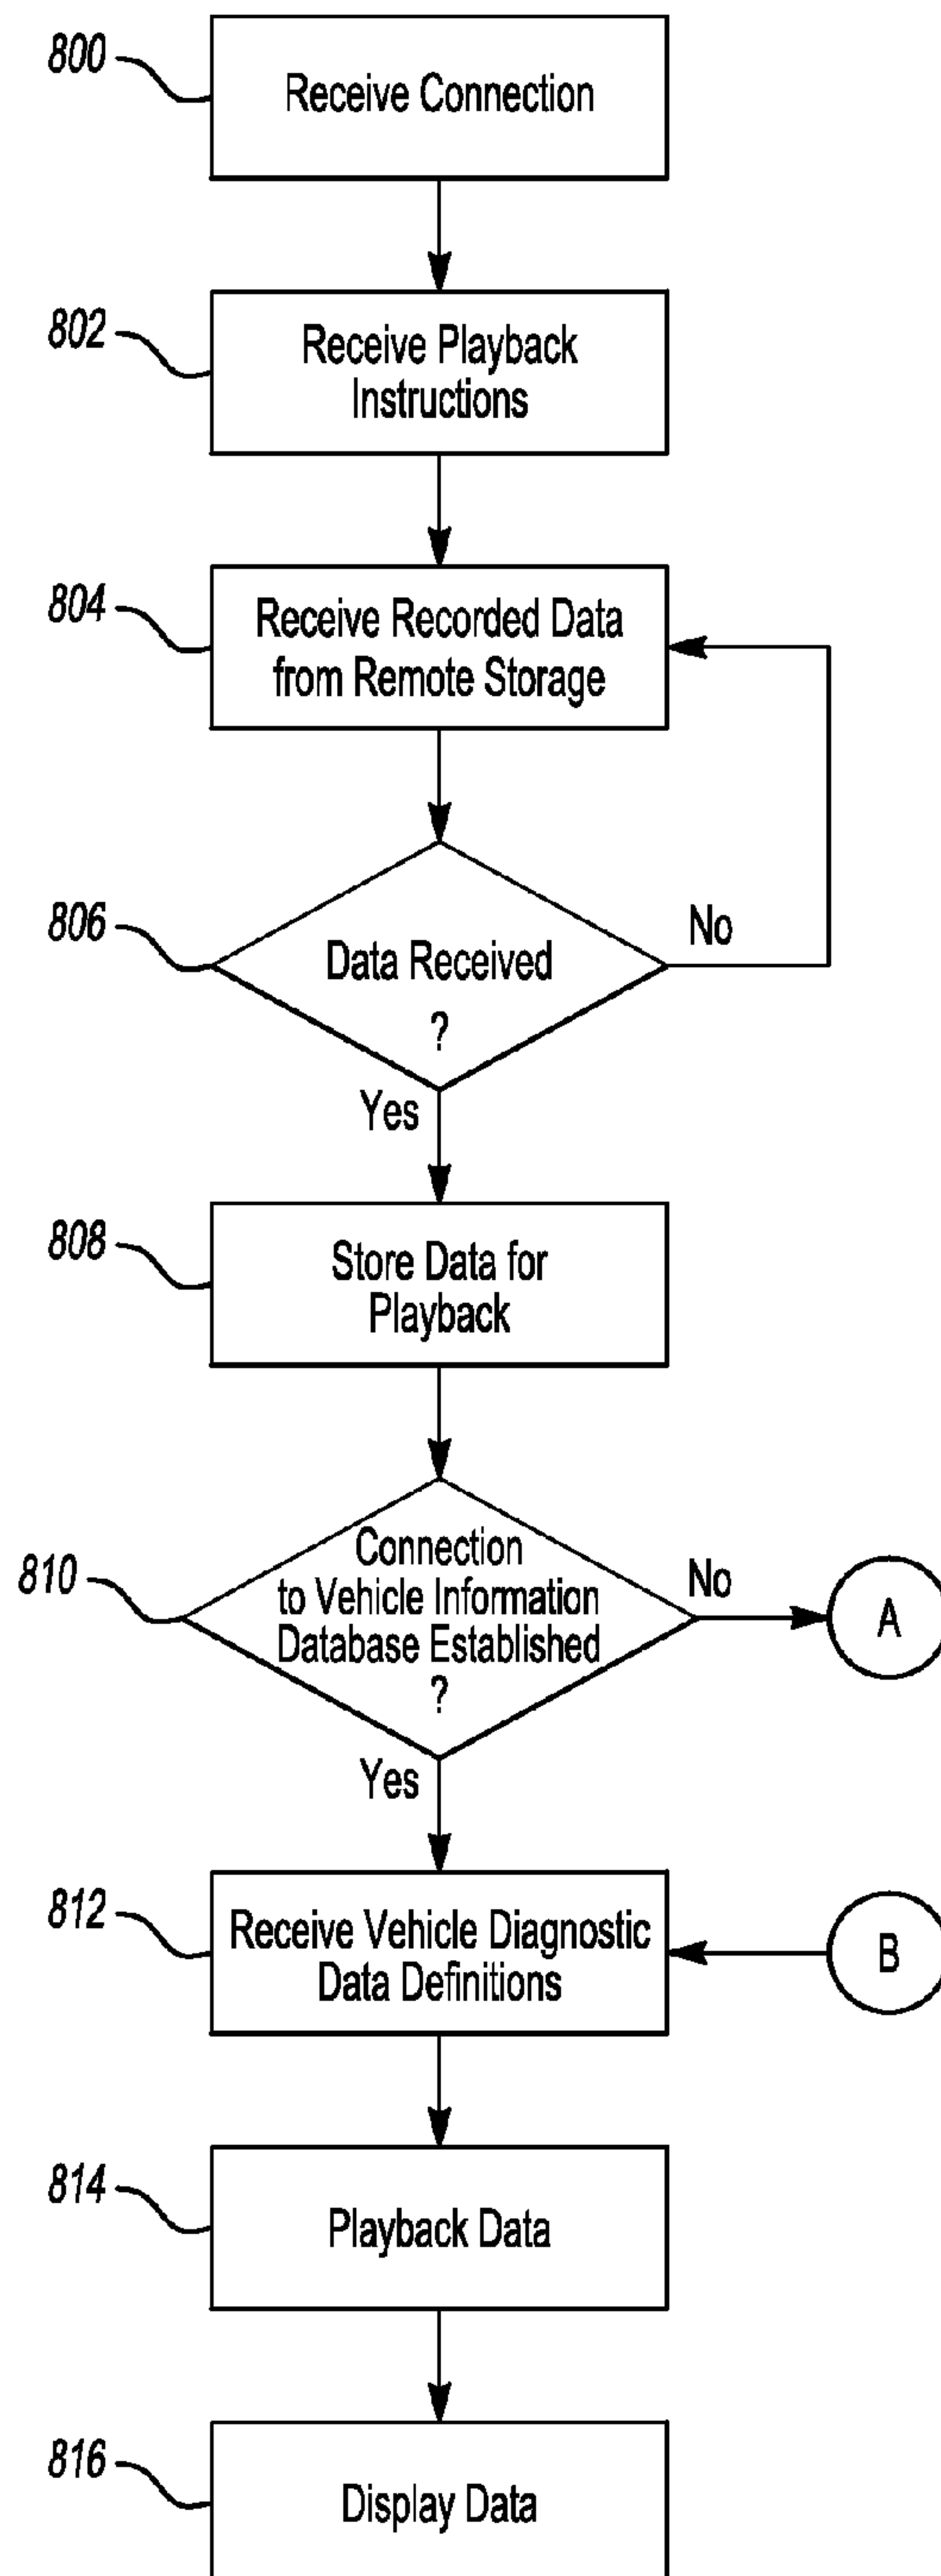 800
Receive Connection
802
Receive Playback
Instructions
804
Receive Recorded Data
from Remote Storage
806
Data Received
?
No
Yes
808
Store Data for
Playback
810
Connection
to Vehicle Information
Database Established
?
No
A
Yes
812
Receive Vehicle Diagnostic
Data Definitions
B
814
Playback Data
816
Display Data